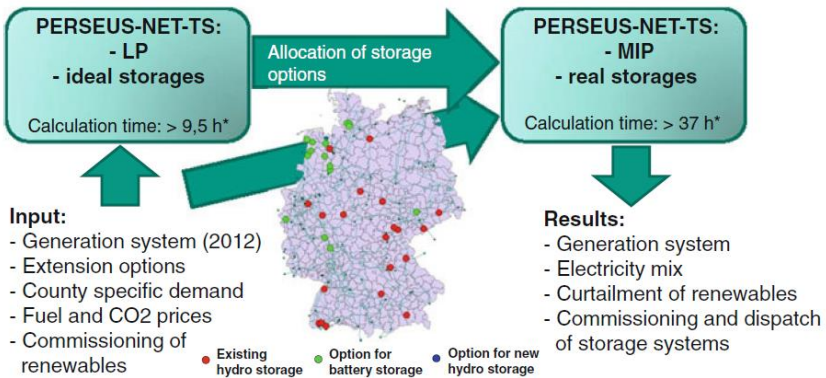 PERSEUS-NET-TS:
- LP
- ideal storages
Calculation time: > 9,5 h*
Allocation of storage
options
PERSEUS-NET-TS:
- MIP
- real storages
Calculation time: > 37 h*
Input:
- Generation system (2012)
- Extension options
- County specific demand
- Fuel and CO2 prices
- Commissioning of
renewables
Existing
hydro storage
Option for
battery storage
Option for new
hydro storage
Results:
- Generation system
- Electricity mix
- Curtailment of renewables
- Commissioning and dispatch
of storage systems